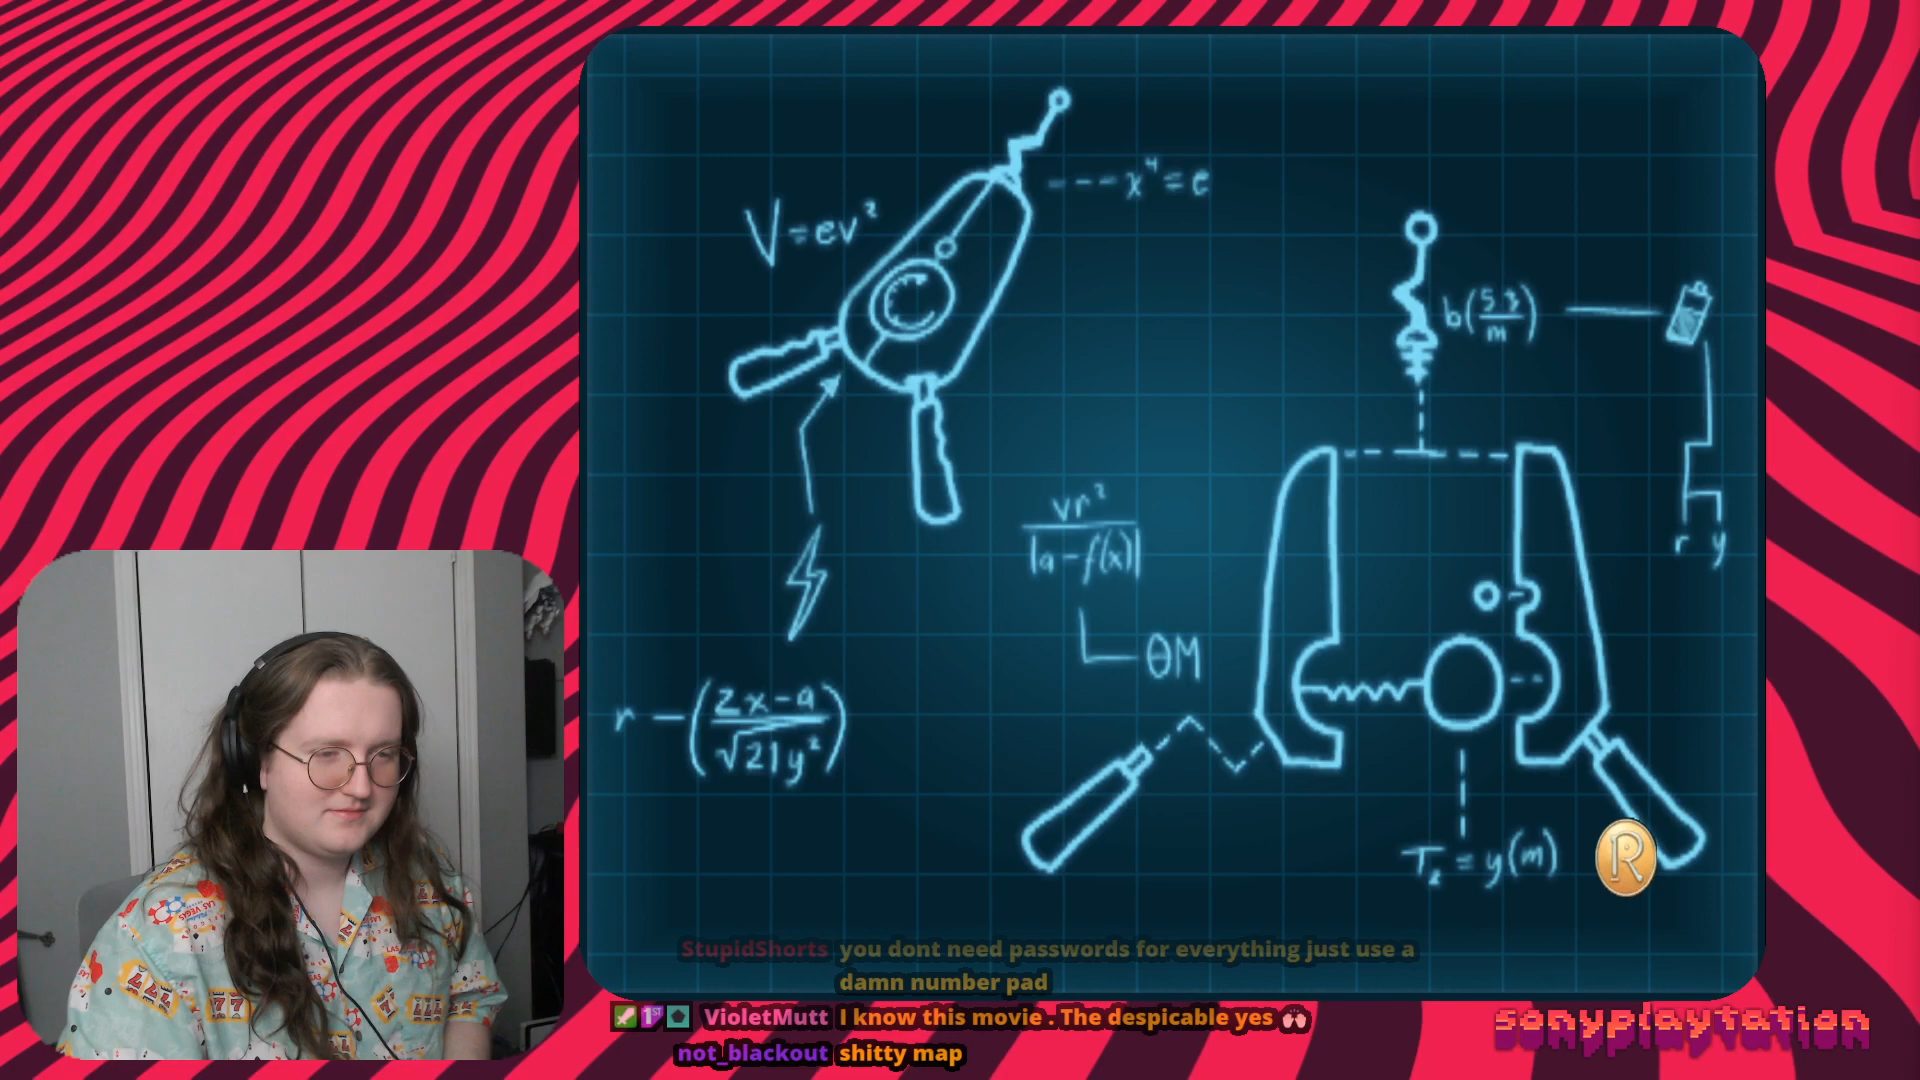 x⁴ = e
V = ev²
b(5.3/m)
vr²
|a - f(x)|
r y
θM
r - (2x-a/√21y²)
T₂ = y(m)
R
StupidShorts you dont need passwords for everything just use a
damn number pad
1ST VioletMutt I know this movie . The despicable yes
not_blackout shitty map
sonyplaytation